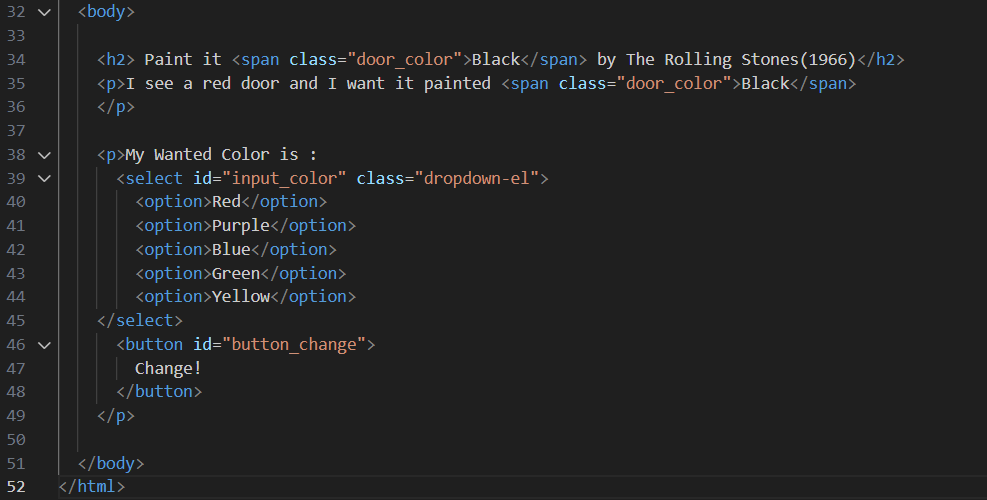 32 <body>
33
34 <h2> Paint it <span class="door_color">Black</span> by The Rolling Stones(1966)</h2>
35 <p>I see a red door and I want it painted <span class="door_color">Black</span>
36 </p>
37
38 <p>My Wanted Color is :
39 <select id="input_color" class="dropdown-el">
40 <option>Red</option>
41 <option>Purple</option>
42 <option>Blue</option>
43 <option>Green</option>
44 <option>Yellow</option>
45 </select>
46 <button id="button_change">
47 Change!
48 </button>
49 </p>
50
51 </body>
52 </html>